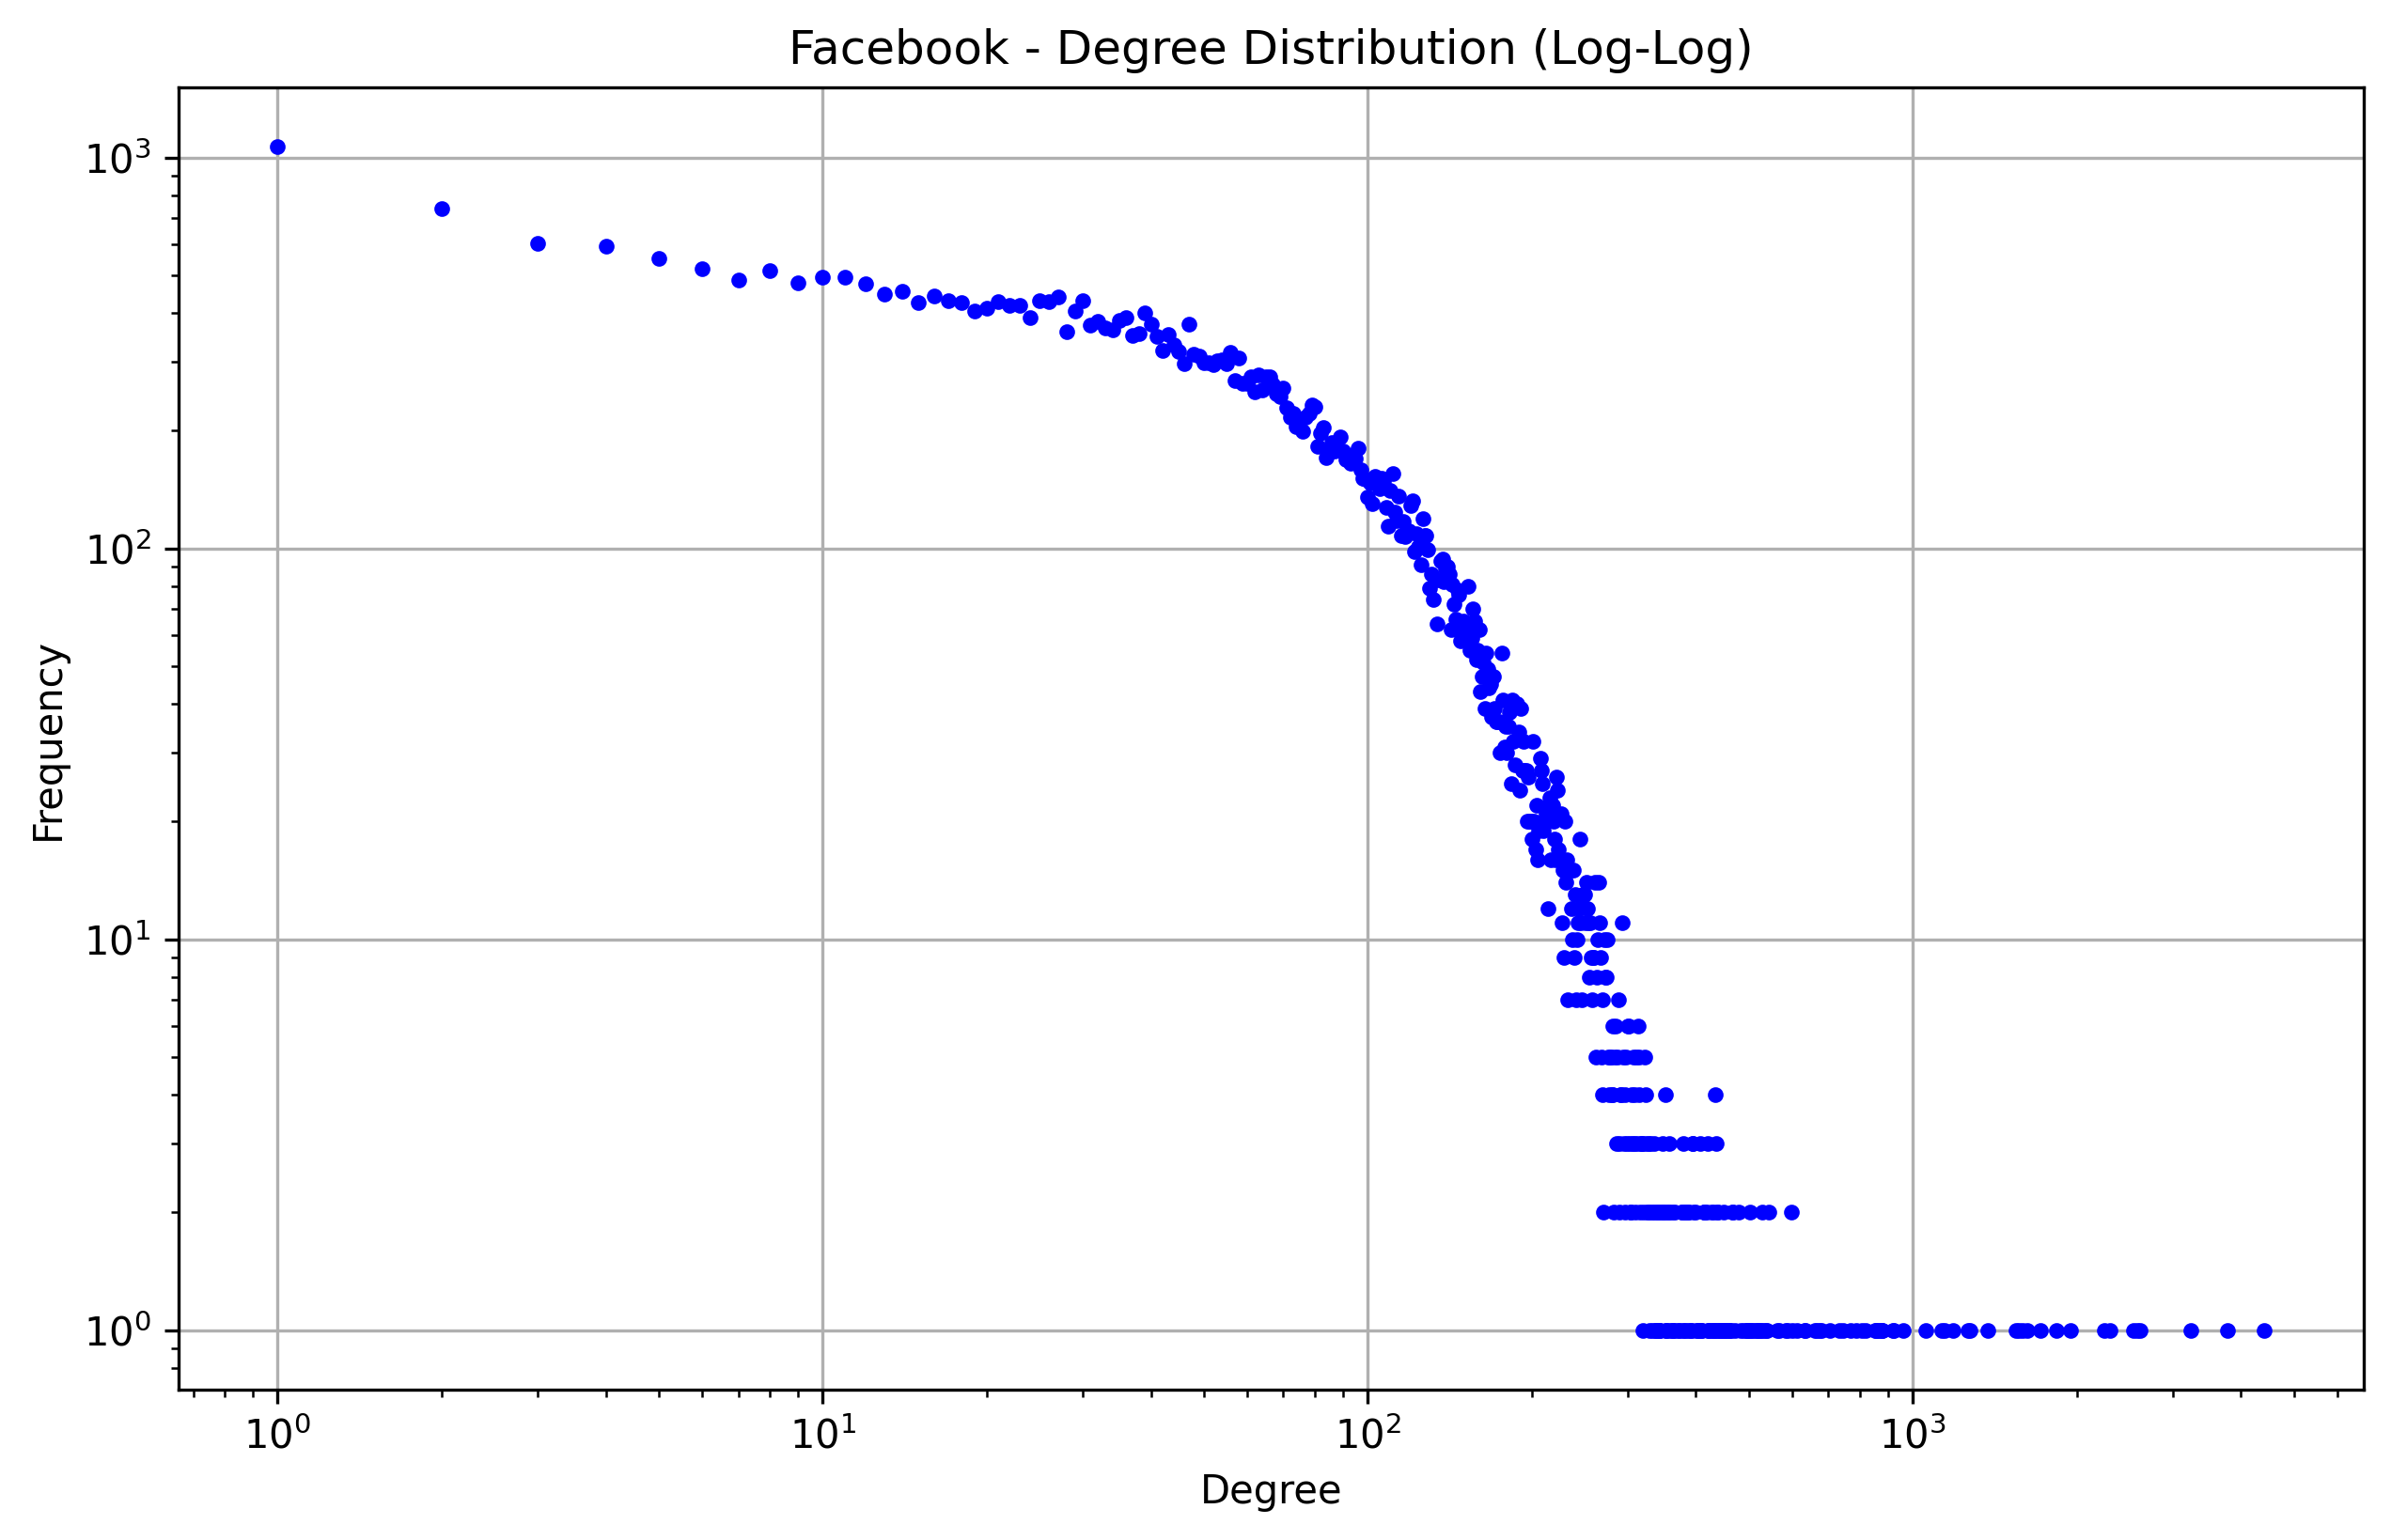 Facebook - Degree Distribution (Log-Log)
10³
10²
10¹
10⁰
Frequency
10⁰ 10¹ 10² 10³
Degree